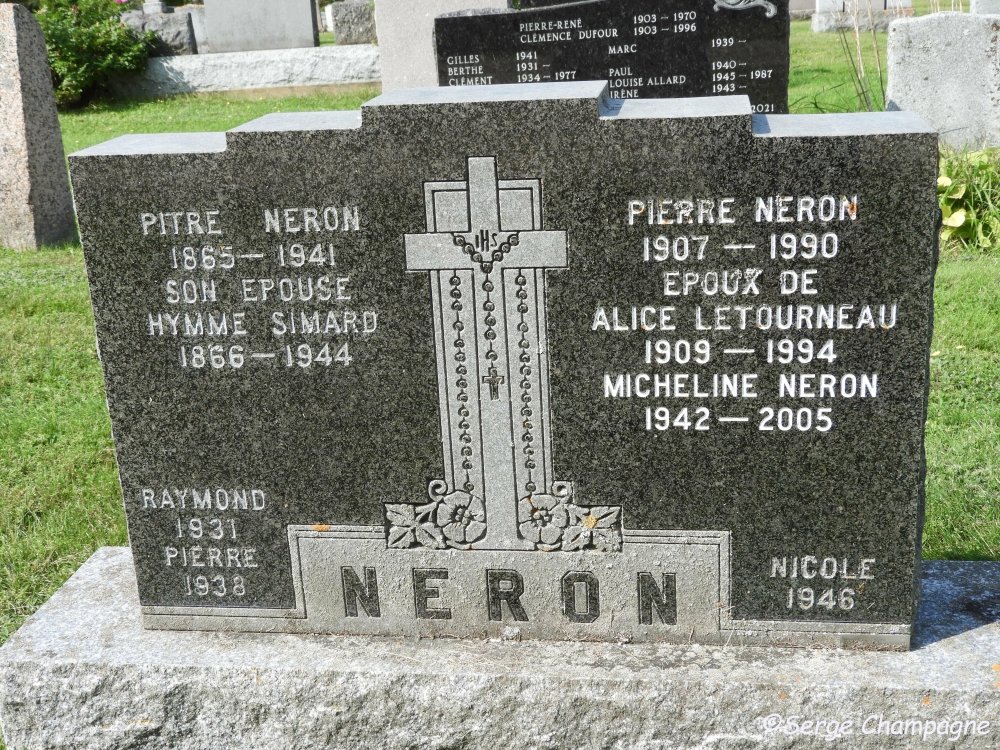 PIERRE-RENÉ 1903 - 1970
CLÉMENCE DUFOUR 1903 - 1996
GILLES 1941
BERTHE 1931 -
CLÉMENT 1934 - 1977
MARC 1939 -
PAUL 1940 -
LOUISE ALLARD 1945 - 1987
IRÈNE 1943 -
2021
PITRE NERON
1865 — 1941
SON EPOUSE
HYMME SIMARD
1866 — 1944
RAYMOND
1931
PIERRE
1938
IHS
PIERRE NERON
1907 — 1990
EPOUX DE
ALICE LETOURNEAU
1909 — 1994
MICHELINE NERON
1942 — 2005
NICOLE
1946
NERON
©Serge Champagne